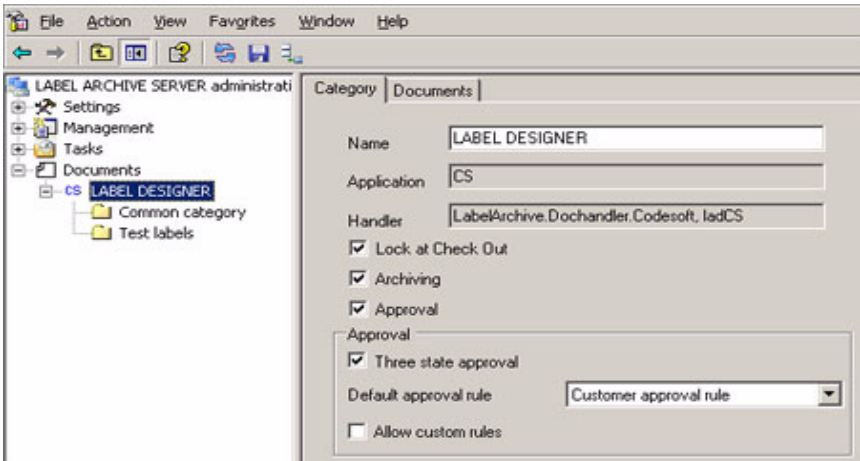 File Action View Favorites Window Help
LABEL ARCHIVE SERVER administrati
Settings
Management
Tasks
Documents
CS LABEL DESIGNER
Common category
Test labels
Category Documents
Name LABEL DESIGNER
Application CS
Handler LabelArchive.Dochandler.Codesoft, ladCS
Lock at Check Out
Archiving
Approval
Approval
Three state approval
Default approval rule Customer approval rule
Allow custom rules